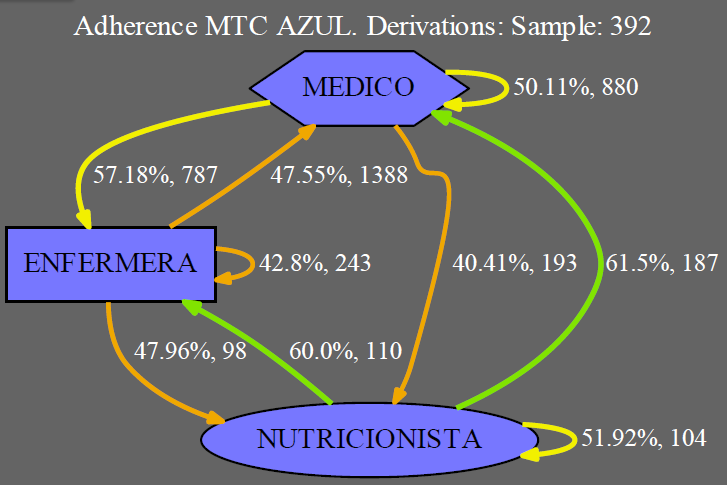 Adherence MTC AZUL. Derivations: Sample: 392
MEDICO
50.11%, 880
57.18%, 787
47.55%, 1388
ENFERMERA
42.8%, 243
40.41%, 193
61.5%, 187
47.96%, 98
60.0%, 110
NUTRICIONISTA
51.92%, 104